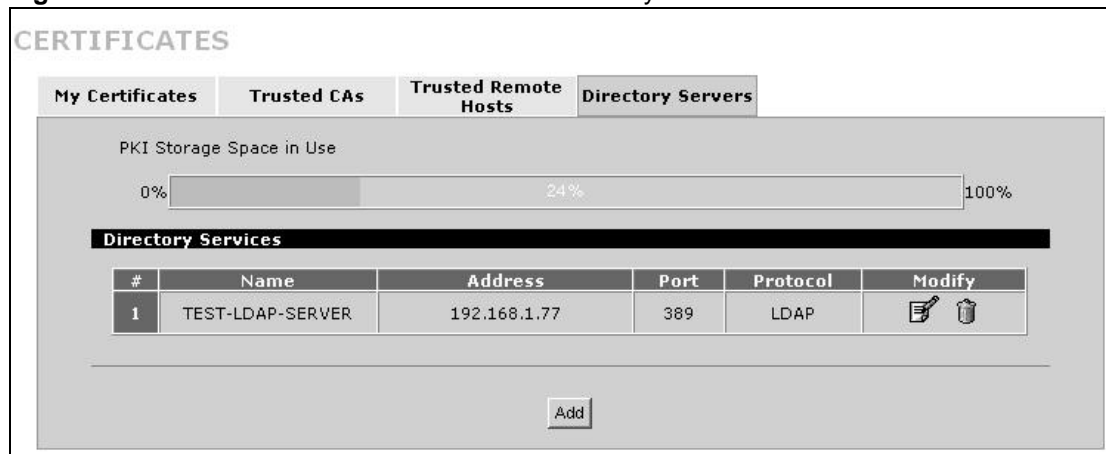 CERTIFICATES
My Certificates Trusted CAs Trusted Remote Hosts Directory Servers
PKI Storage Space in Use
0% 24% 100%
Directory Services
# Name Address Port Protocol Modify
1 TEST-LDAP-SERVER 192.168.1.77 389 LDAP
Add